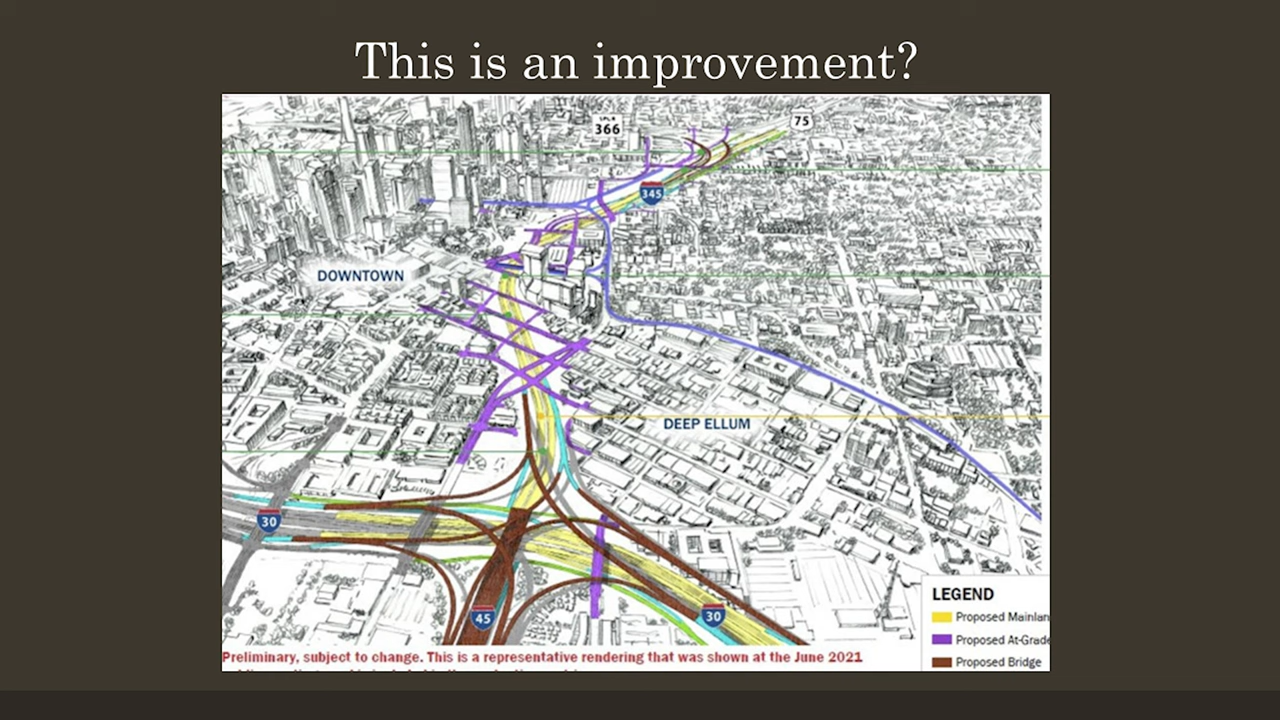 This is an improvement?
75
366
345
DOWNTOWN
DEEP ELLUM
30
45
30
LEGEND
Proposed Mainlan
Proposed At-Grade
Proposed Bridge
Preliminary, subject to change. This is a representative rendering that was shown at the June 2021